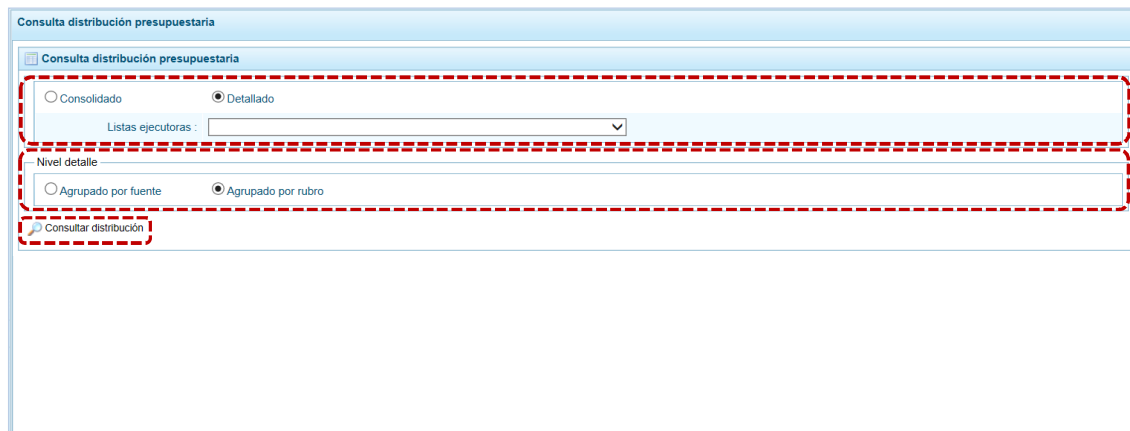 Consulta distribución presupuestaria
Consulta distribución presupuestaria
Consolidado Detallado
Listas ejecutoras :
Nivel detalle
Agrupado por fuente Agrupado por rubro
Consultar distribución